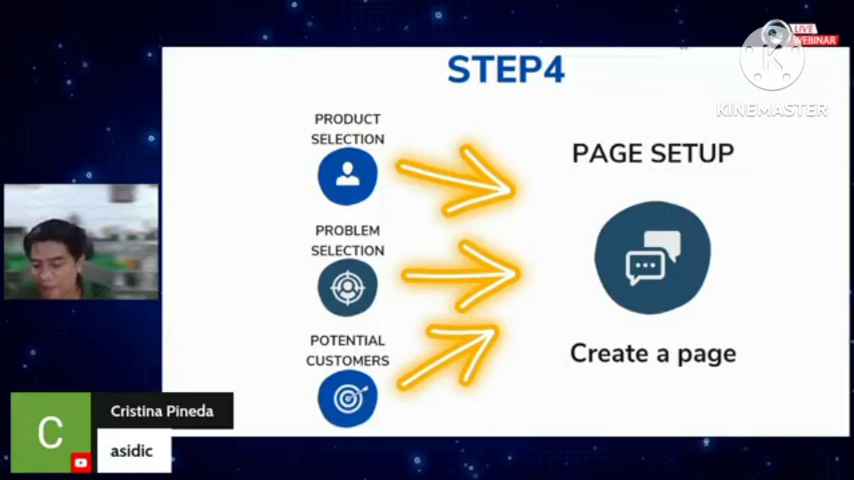 LIVE
WEBINAR
K
KINEMASTER
STEP4
PRODUCT
SELECTION
PAGE SETUP
PROBLEM
SELECTION
POTENTIAL
CUSTOMERS
Create a page
C
Cristina Pineda
asidic